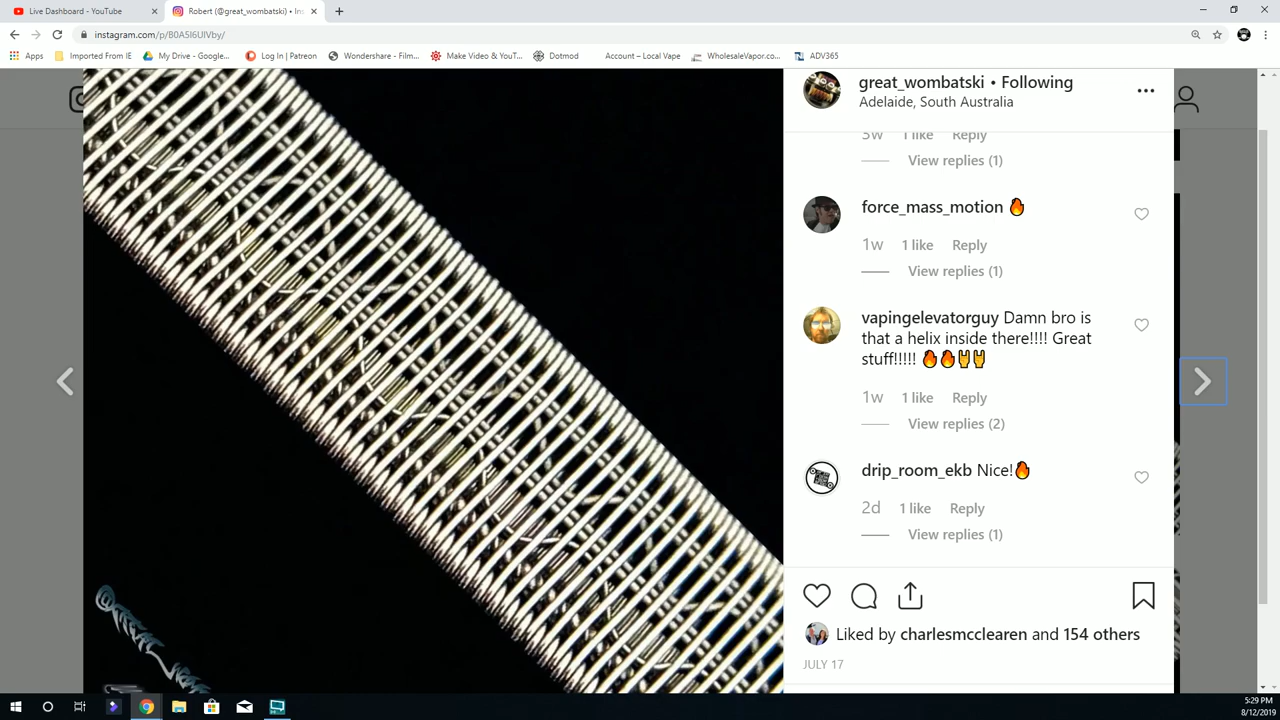 Live Dashboard - YouTube
Robert (@great_wombatski) • Ins
instagram.com/p/B0A5I6UlVby/
Apps
Imported From IE
My Drive - Google...
Log In | Patreon
Wondershare - Film...
Make Video & YouT...
Dotmod
Account – Local Vape
WholesaleVapor.co...
ADV365
great_wombatski • Following
Adelaide, South Australia
3w 1 like Reply
View replies (1)
force_mass_motion 🔥
1w 1 like Reply
View replies (1)
vapingelevatorguy Damn bro is
that a helix inside there!!!! Great
stuff!!!!! 🔥🔥🤘🤘
1w 1 like Reply
View replies (2)
drip_room_ekb Nice!🔥
2d 1 like Reply
View replies (1)
Liked by charlesmcclearen and 154 others
JULY 17
5:29 PM
8/12/2019